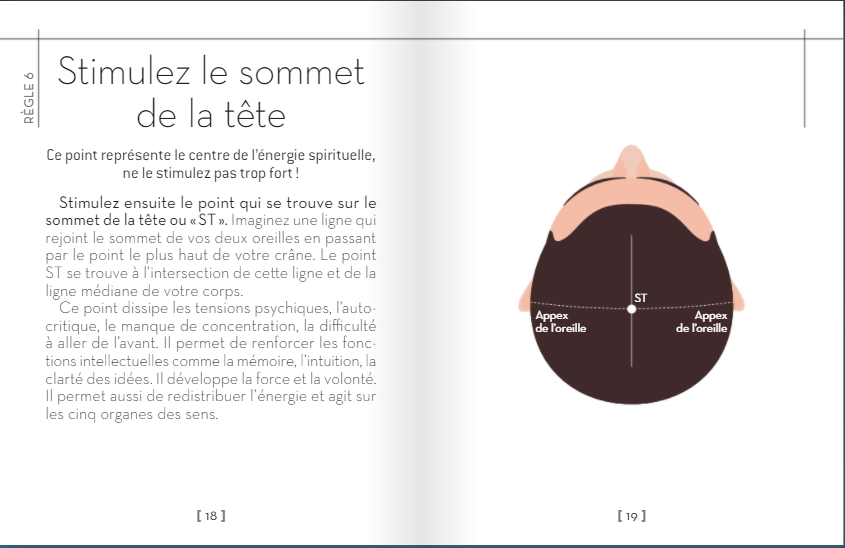 RÈGLE 6
Stimulez le sommet
de la tête
Ce point représente le centre de l'énergie spirituelle,
ne le stimulez pas trop fort !
Stimulez ensuite le point qui se trouve sur le
sommet de la tête ou « ST ». Imaginez une ligne qui
rejoint le sommet de vos deux oreilles en passant
par le point le plus haut de votre crâne. Le point
ST se trouve à l'intersection de cette ligne et de la
ligne médiane de votre corps.
Ce point dissipe les tensions psychiques, l'auto-
critique, le manque de concentration, la difficulté
à aller de l'avant. Il permet de renforcer les fonc-
tions intellectuelles comme la mémoire, l'intuition, la
clarté des idées. Il développe la force et la volonté.
Il permet aussi de redistribuer l'énergie et agit sur
les cinq organes des sens.
[ 18 ]
ST
Appex
de l'oreille
Appex
de l'oreille
[ 19 ]